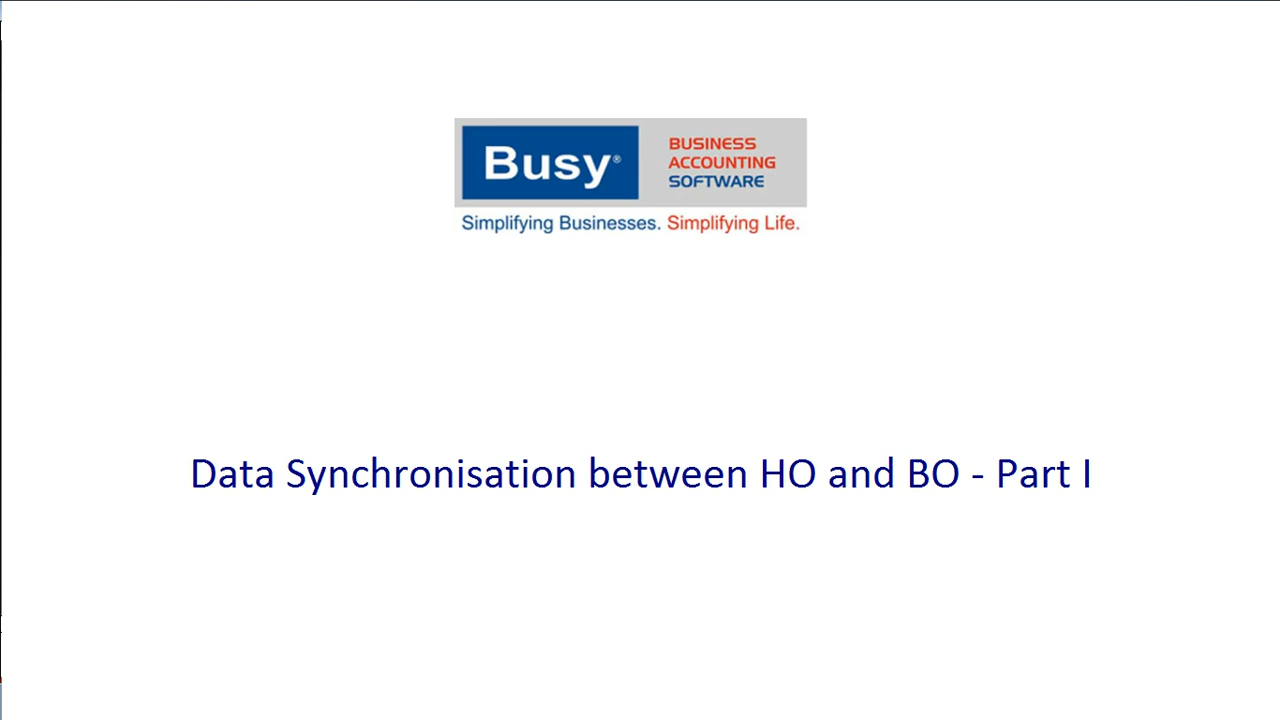 Busy®
BUSINESS
ACCOUNTING
SOFTWARE
Simplifying Businesses. Simplifying Life.
Data Synchronisation between HO and BO - Part I